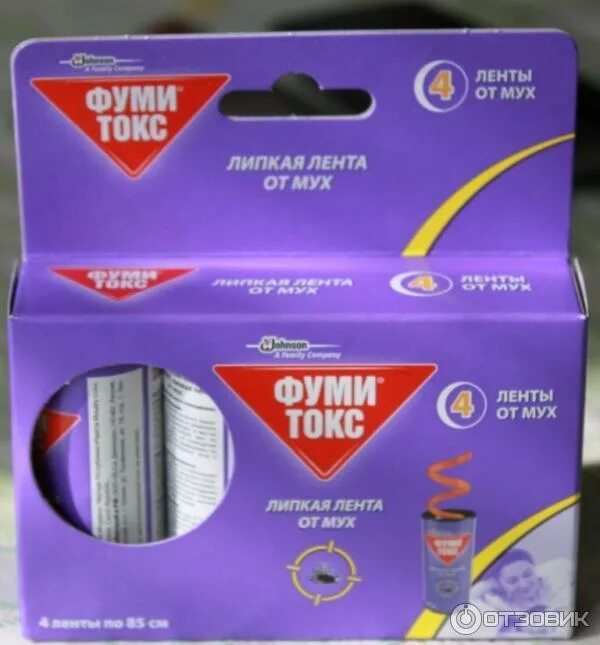 Johnson
A Family Company
ФУМИ
ТОКС
4
ЛЕНТЫ
ОТ МУХ
ЛИПКАЯ ЛЕНТА
ОТ МУХ
ФУМИ
ТОКС
ЛИПКАЯ ЛЕНТА
ОТ МУХ
4
ЛЕНТЫ
ОТ МУХ
Johnson
A Family Company
ФУМИ®
ТОКС
4
ЛЕНТЫ
ОТ МУХ
ЛИПКАЯ ЛЕНТА
ОТ МУХ
ФУМИ
ТОКС
4 ленты по 85 см
ОТЗОВИК